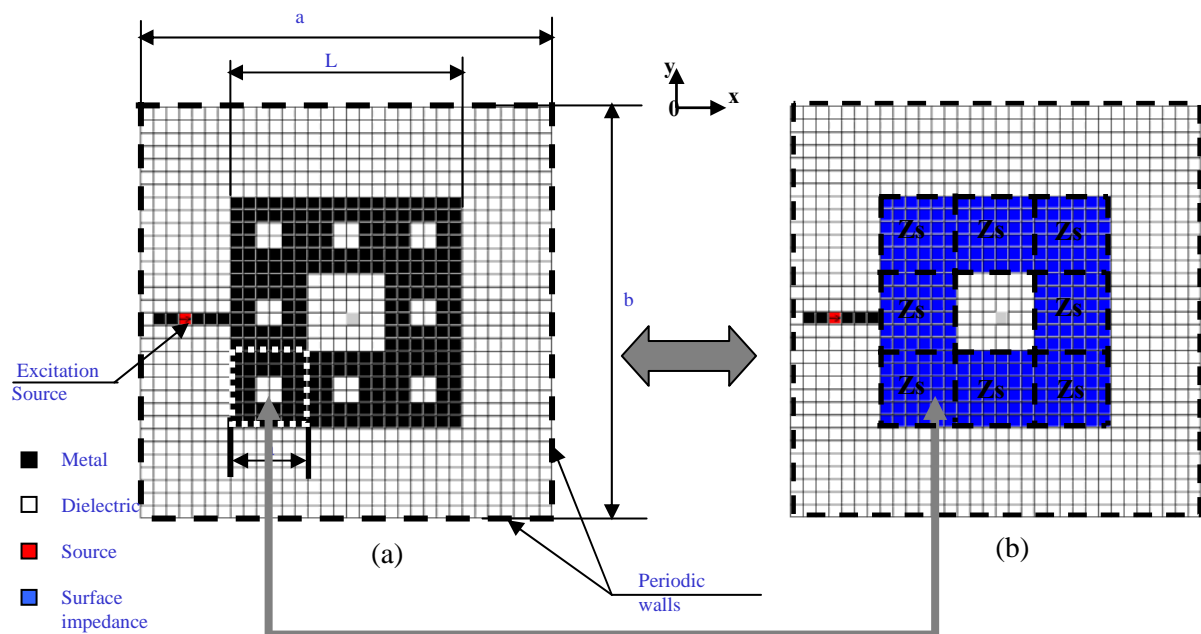 a
L
y
0
x
b
Zs Zs Zs
Zs Zs
Zs Zs Zs
Excitation
Source
Metal
Dielectric
Source
Surface
impedance
(a)
(b)
Periodic
walls